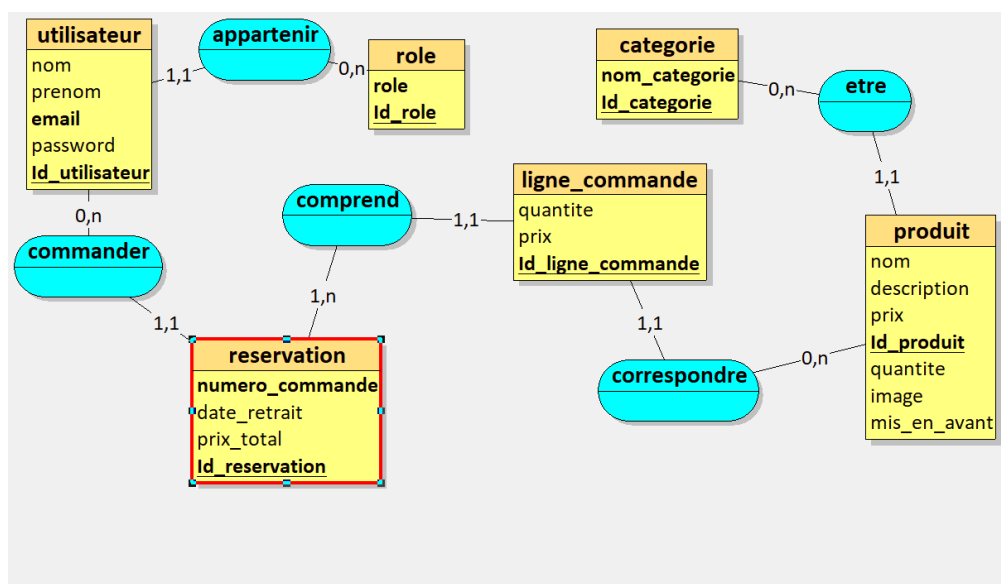 utilisateur
nom
prenom
email
password
Id_utilisateur
1,1
appartenir
0,n
role
role
Id_role
categorie
nom_categorie
Id_categorie
0,n
etre
1,1
0,n
commander
1,1
comprend
1,1
1,n
ligne_commande
quantite
prix
Id_ligne_commande
1,1
correspondre
0,n
produit
nom
description
prix
Id_produit
quantite
image
mis_en_avant
reservation
numero_commande
date_retrait
prix_total
Id_reservation